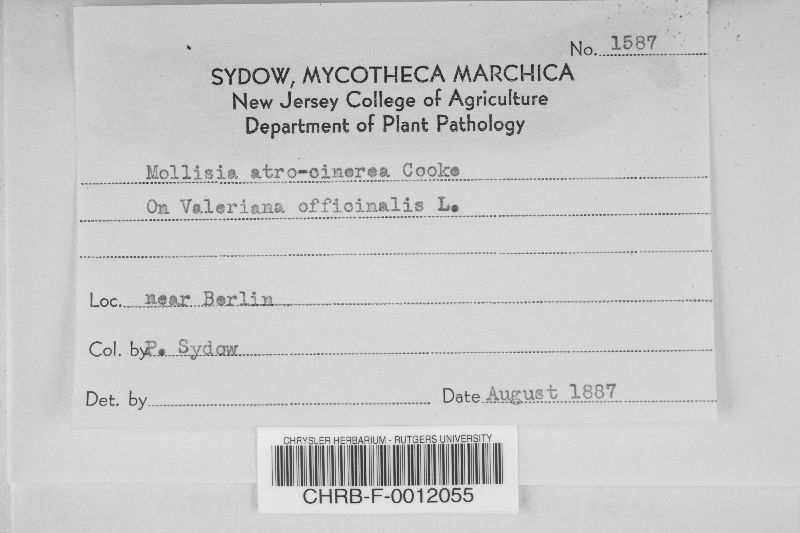 No. 1587
SYDOW, MYCOTHECA MARCHICA
New Jersey College of Agriculture
Department of Plant Pathology
Mollisia atro-cinerea Cooke
On Valeriana officinalis L.
Loc. near Berlin
Col. by P. Sydow
Det. by Date August 1887
CHRYSLER HERBARIUM - RUTGERS UNIVERSITY
CHRB-F-0012055